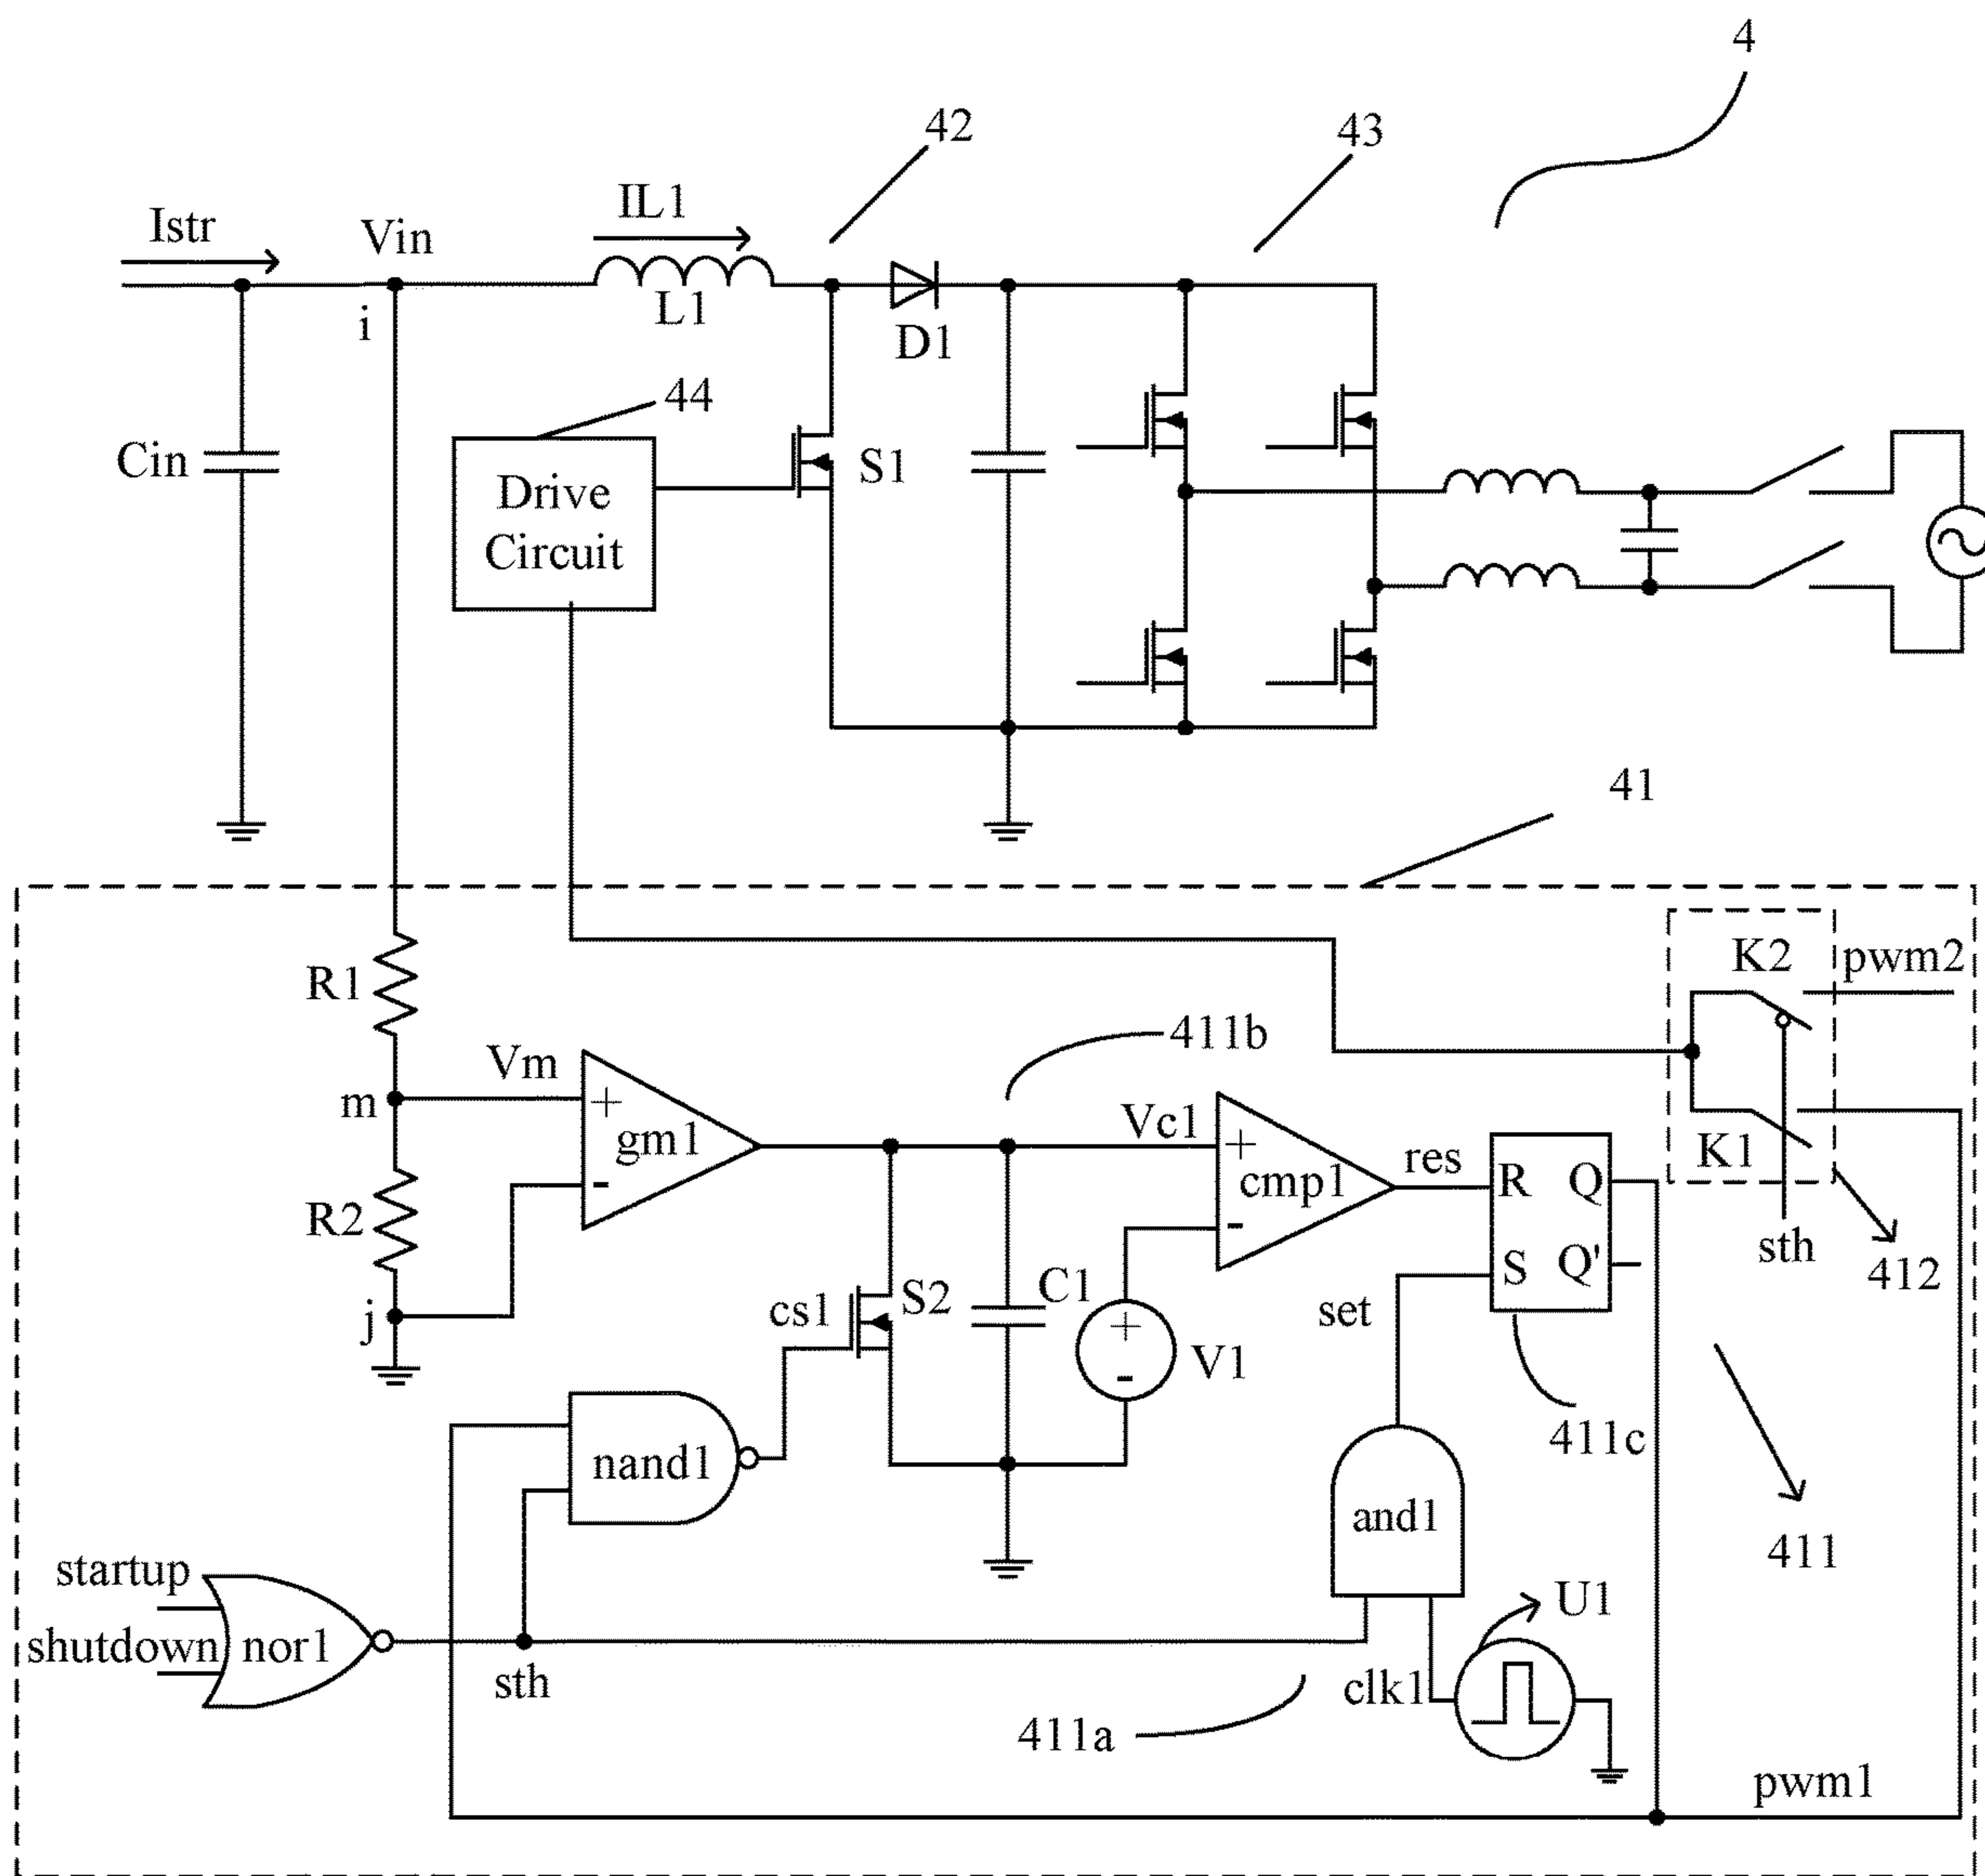 4
42
43
Istr
Vin
IL1
i
L1
D1
44
Cin
Drive
Circuit
S1
41
K2
pwm2
R1
411b
Vm
m
+
gm1
-
Vc1
+
cmp1
-
res
R
Q
K1
R2
S
Q'
sth
412
j
cs1
S2
C1
set
+
-
V1
nand1
411c
and1
411
startup
shutdown
nor1
sth
U1
clk1
411a
pwm1